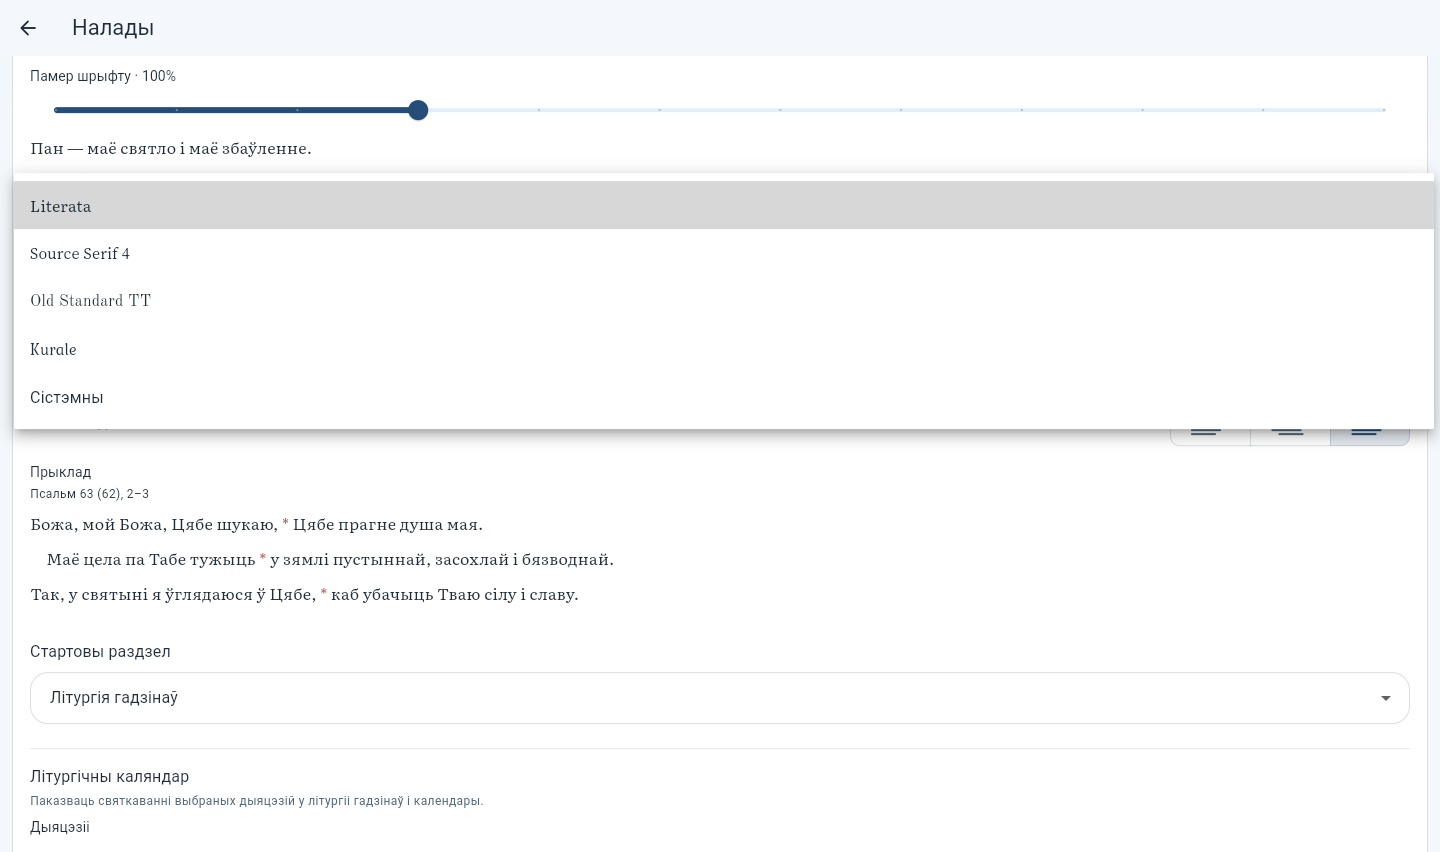 Налады
Памер шрыфту · 100%
Пан — маё святло і маё збаўленне.
Literata
Source Serif 4
Old Standard TT
Kurale
Сістэмны
Прыклад
Псальм 63 (62), 2–3
Божа, мой Божа, Цябе шукаю, * Цябе прагне душа мая.
Маё цела па Табе тужыць * у зямлі пустыннай, засохлай і бязводнай.
Так, у святыні я ўглядаюся ў Цябе, * каб убачыць Тваю сілу і славу.
Стартовы раздзел
Літургія гадзінаў
Літургічны каляндар
Паказваць святкаванні выбраных дыяцэзій у літургіі гадзінаў і календары.
Дыяцэзіі